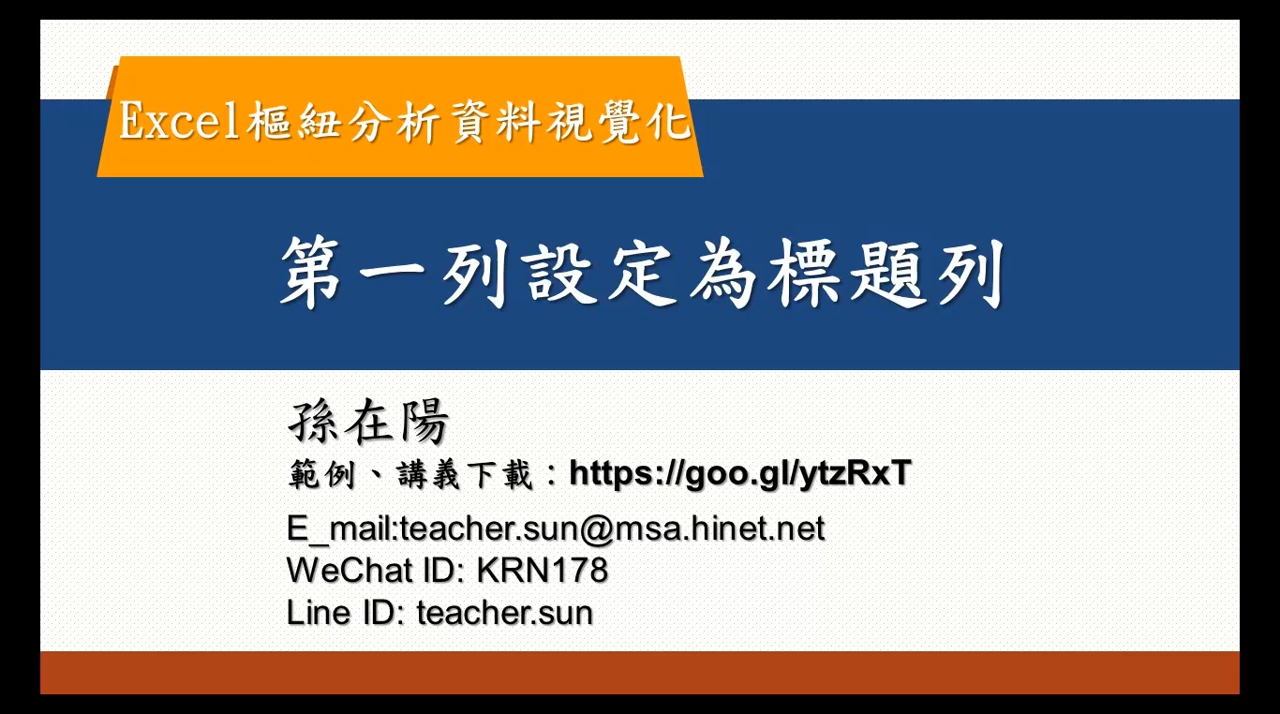 Excel樞紐分析資料視覺化
第一列設定為標題列
孫在陽
範例、講義下載：https://goo.gl/ytzRxT
E_mail:teacher.sun@msa.hinet.net
WeChat ID: KRN178
Line ID: teacher.sun